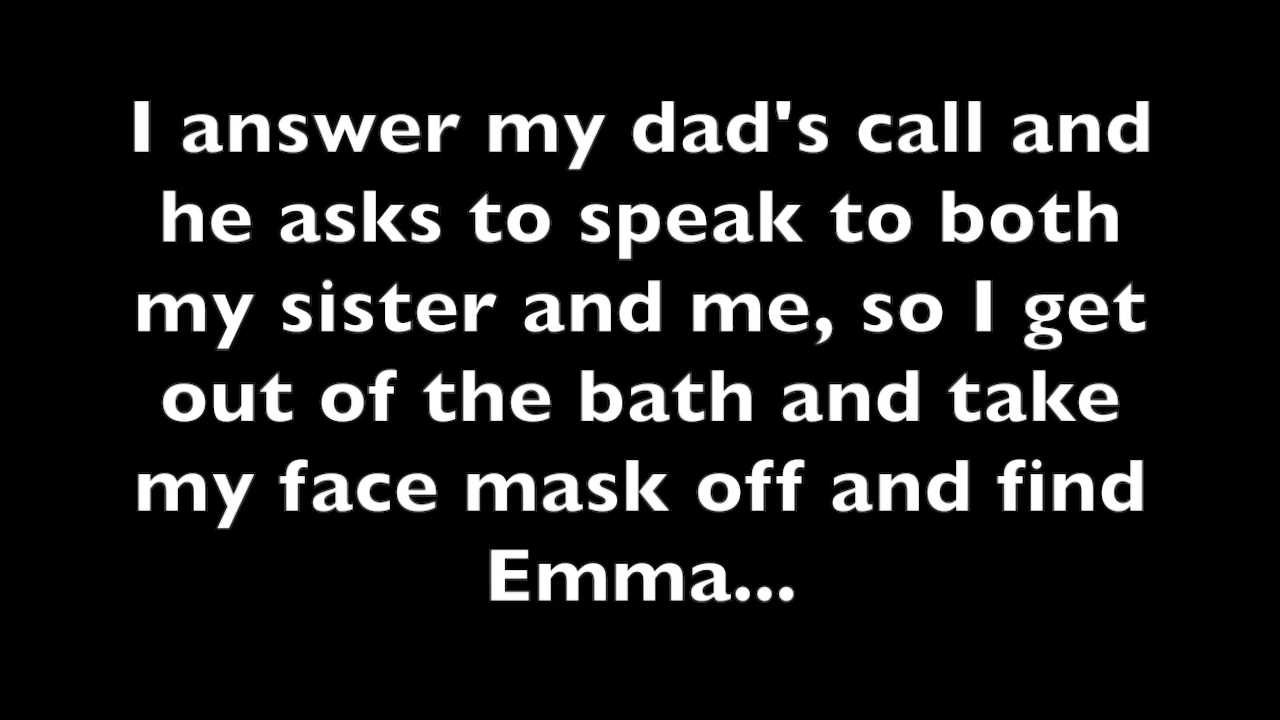 I answer my dad's call and
he asks to speak to both
my sister and me, so I get
out of the bath and take
my face mask off and find
Emma...